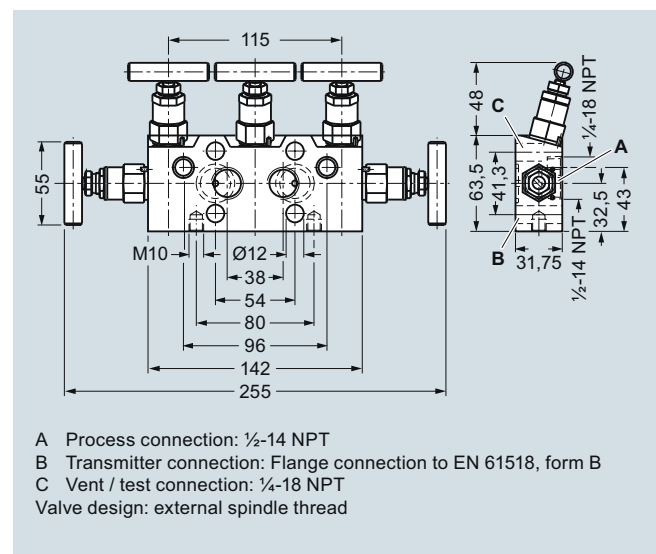 115
48
C
¼-18 NPT
A
55
63,5
41,3
32,5
43
M10
Ø12
38
B
31,75
½-14 NPT
54
80
96
142
255
A Process connection: ½-14 NPT
B Transmitter connection: Flange connection to EN 61518, form B
C Vent / test connection: ¼-18 NPT
Valve design: external spindle thread